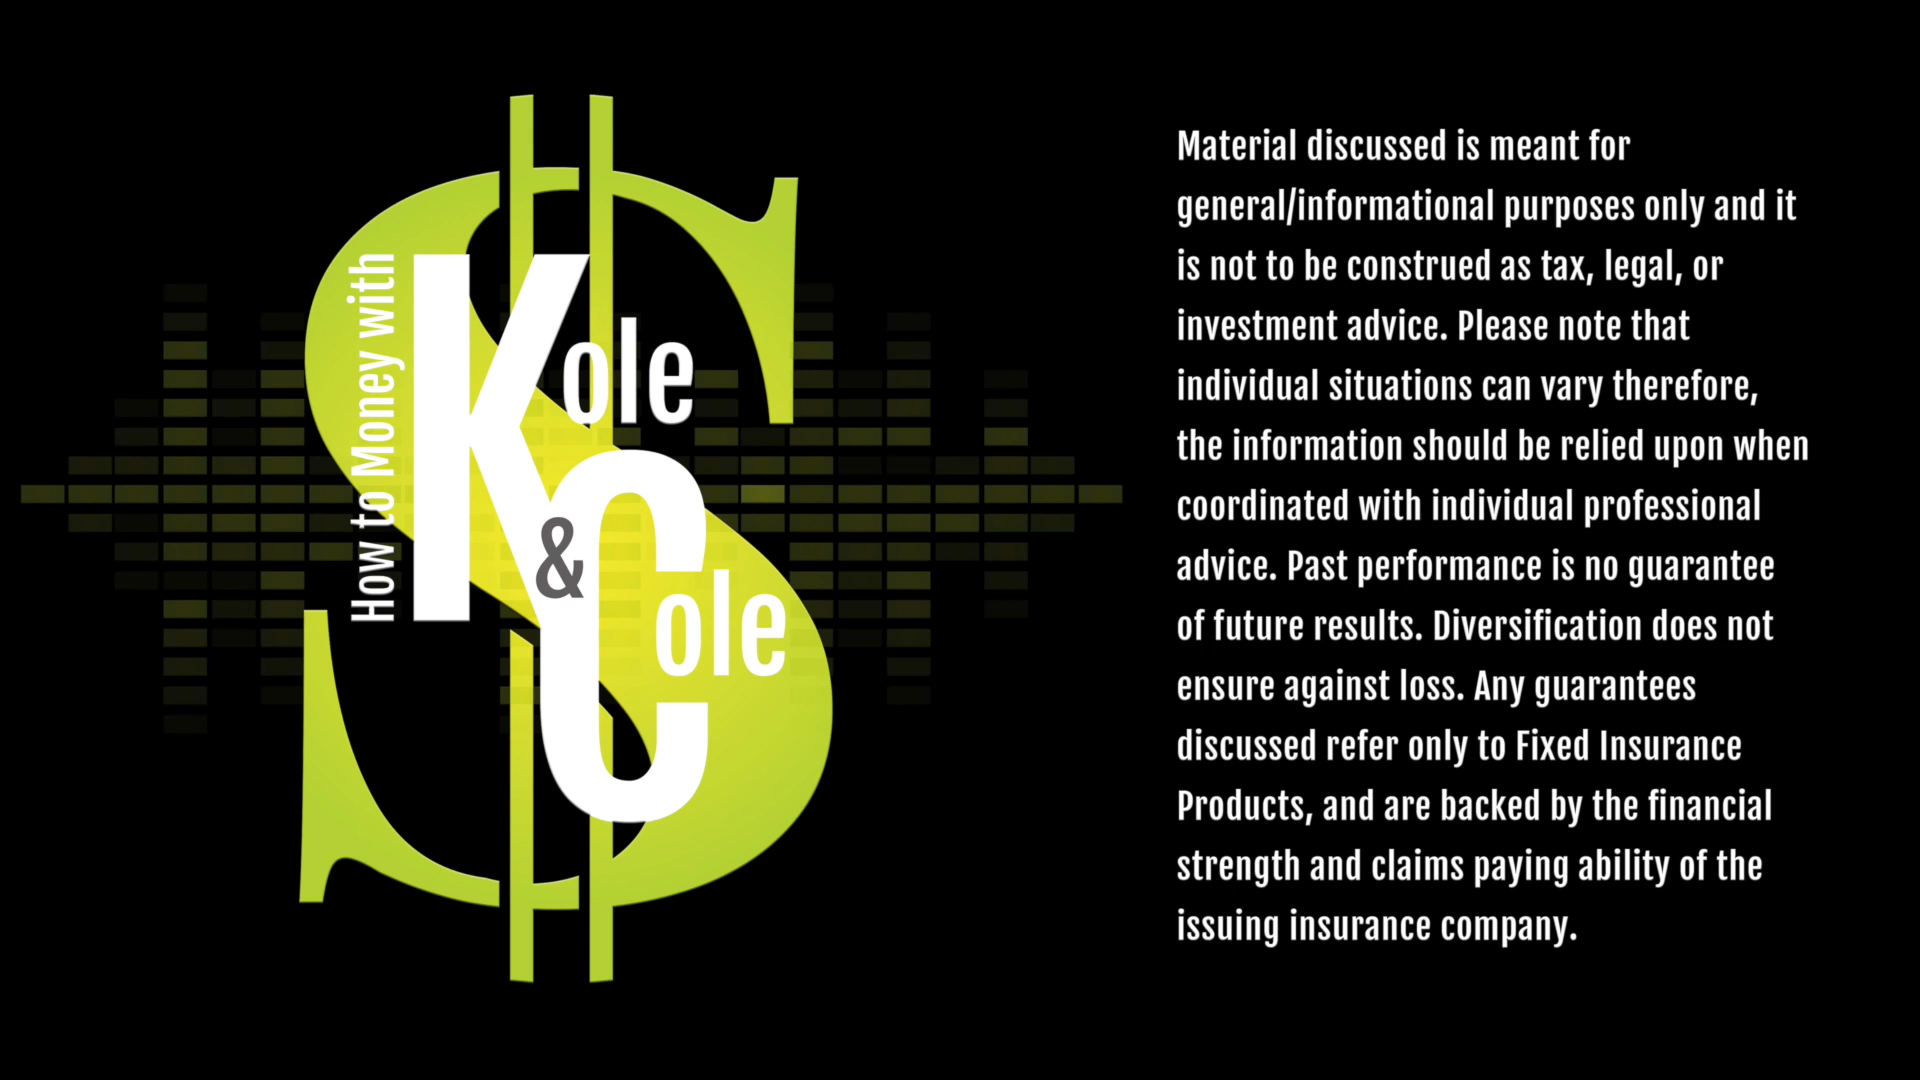 How to Money with
Kole
&
Cole
Material discussed is meant for
general/informational purposes only and it
is not to be construed as tax, legal, or
investment advice. Please note that
individual situations can vary therefore,
the information should be relied upon when
coordinated with individual professional
advice. Past performance is no guarantee
of future results. Diversification does not
ensure against loss. Any guarantees
discussed refer only to Fixed Insurance
Products, and are backed by the financial
strength and claims paying ability of the
issuing insurance company.